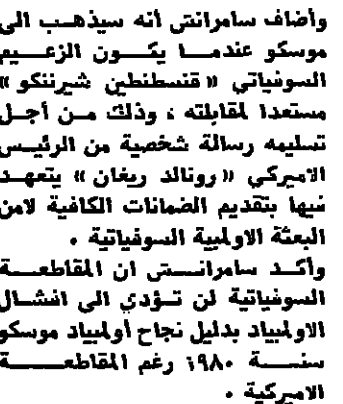 وأضاف سامرانش أنه سيذهب الى
موسكو عندما يكون الزعيم
السوفياتي « قنسطنطين شيرننكو »
مستعدا لمقابلته ، وذلك من أجل
تسليمه رسالة شخصية من الرئيس
الاميركي « رونالد ريغان » يتعهد
فيها بتقديم الضمانات الكافية لامن
البعثة الاولمبية السوفياتية .
وأكد سامرانش ان المقاطعة
السوفياتية لن تؤدي الى افشال
الاولمبياد بدليل نجاح أولمبياد موسكو
سنة ١٩٨٠ رغم المقاطعة
الاميركية .